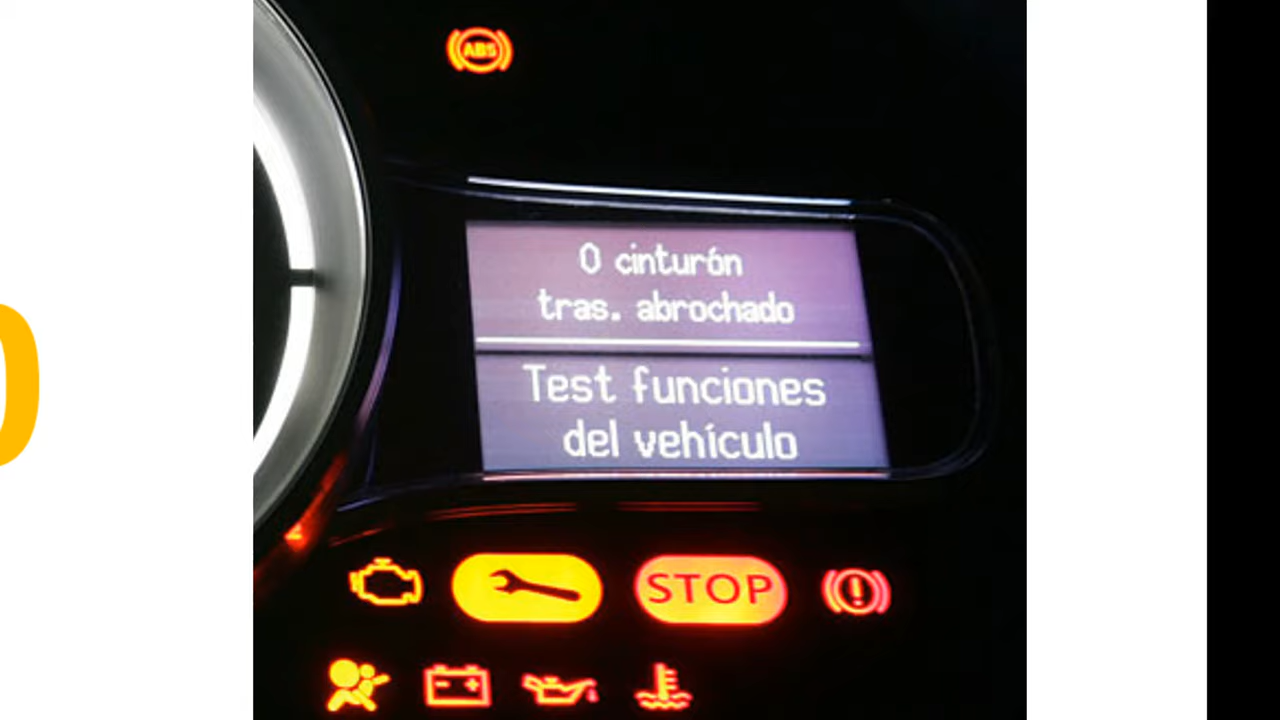 ABS
0 cinturón
tras. abrochado
Test funciones
del vehículo
STOP